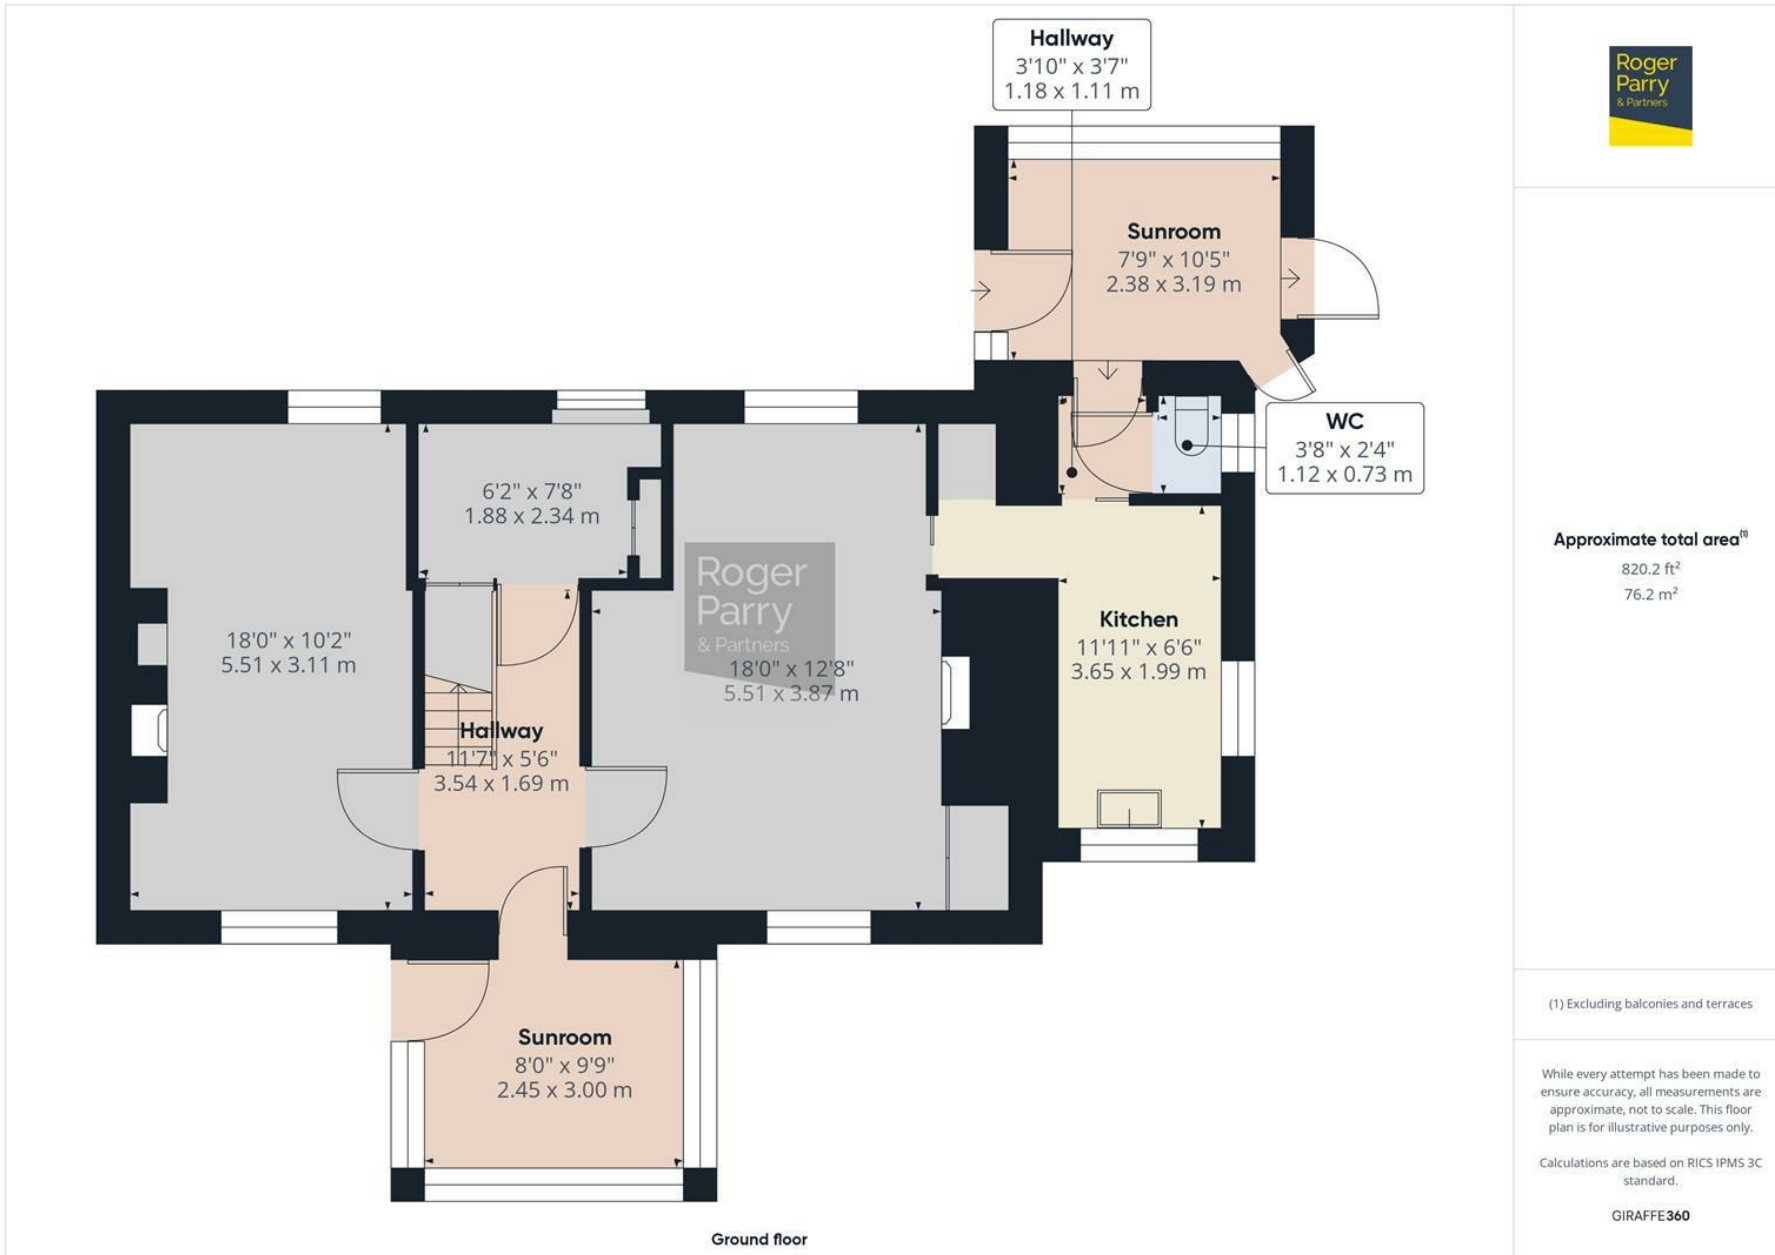 Hallway
3'10" x 3'7"
1.18 x 1.11 m
Roger
Parry
& Partners
Sunroom
7'9" x 10'5"
2.38 x 3.19 m
WC
3'8" x 2'4"
1.12 x 0.73 m
6'2" x 7'8"
1.88 x 2.34 m
Roger
Parry
& Partners
18'0" x 10'2"
5.51 x 3.11 m
18'0" x 12'8"
5.51 x 3.87 m
Kitchen
11'11" x 6'6"
3.65 x 1.99 m
Hallway
11'7" x 5'6"
3.54 x 1.69 m
Sunroom
8'0" x 9'9"
2.45 x 3.00 m
Ground floor
Approximate total area⁽¹⁾
820.2 ft²
76.2 m²
(1) Excluding balconies and terraces
While every attempt has been made to
ensure accuracy, all measurements are
approximate, not to scale. This floor
plan is for illustrative purposes only.
Calculations are based on RICS IPMS 3C
standard.
GIRAFFE360